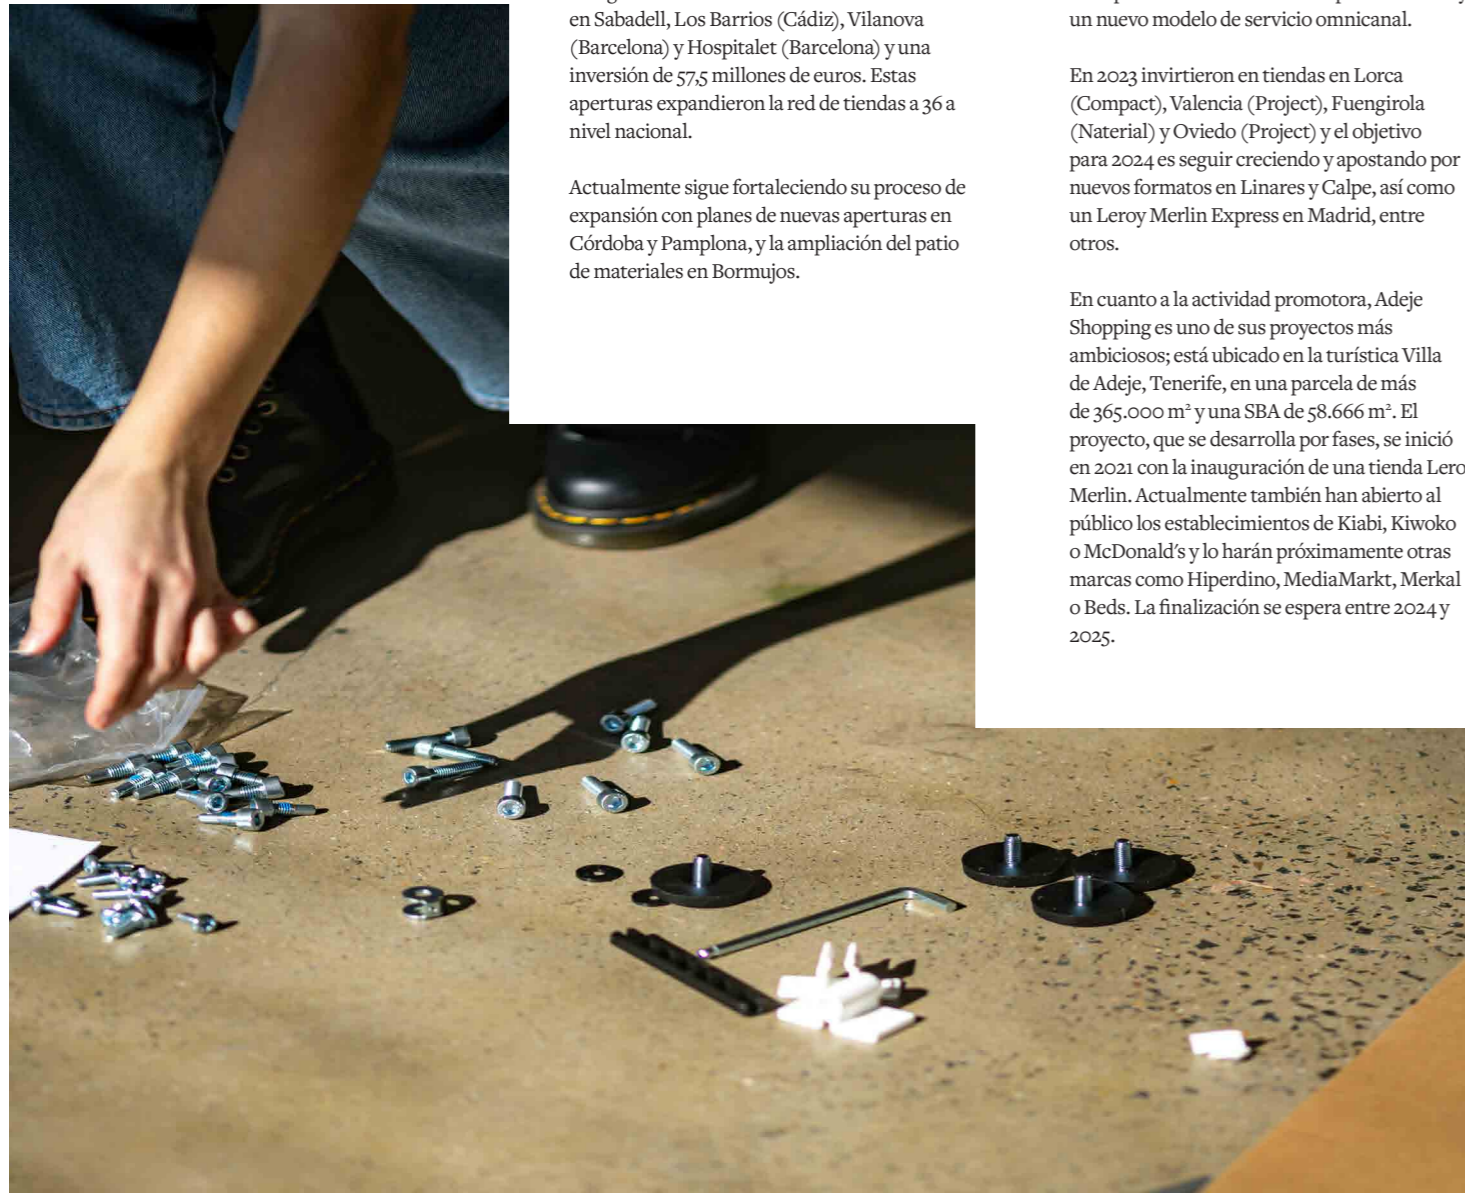 en Sabadell, Los Barrios (Cádiz), Vilanova
(Barcelona) y Hospitalet (Barcelona) y una
inversión de 57,5 millones de euros. Estas
aperturas expandieron la red de tiendas a 36 a
nivel nacional.
Actualmente sigue fortaleciendo su proceso de
expansión con planes de nuevas aperturas en
Córdoba y Pamplona, y la ampliación del patio
de materiales en Bormujos.
un nuevo modelo de servicio omnicanal.
En 2023 invirtieron en tiendas en Lorca
(Compact), Valencia (Project), Fuengirola
(Naterial) y Oviedo (Project) y el objetivo
para 2024 es seguir creciendo y apostando por
nuevos formatos en Linares y Calpe, así como
un Leroy Merlin Express en Madrid, entre
otros.
En cuanto a la actividad promotora, Adeje
Shopping es uno de sus proyectos más
ambiciosos; está ubicado en la turística Villa
de Adeje, Tenerife, en una parcela de más
de 365.000 m² y una SBA de 58.666 m². El
proyecto, que se desarrolla por fases, se inició
en 2021 con la inauguración de una tienda Lero
Merlin. Actualmente también han abierto al
público los establecimientos de Kiabi, Kiwoko
o McDonald's y lo harán próximamente otras
marcas como Hiperdino, MediaMarkt, Merkal
o Beds. La finalización se espera entre 2024 y
2025.